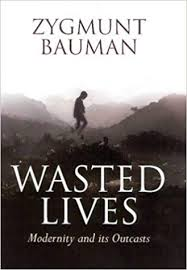 ZYGMUNT
BAUMAN
WASTED
LIVES
Modernity and its Outcasts